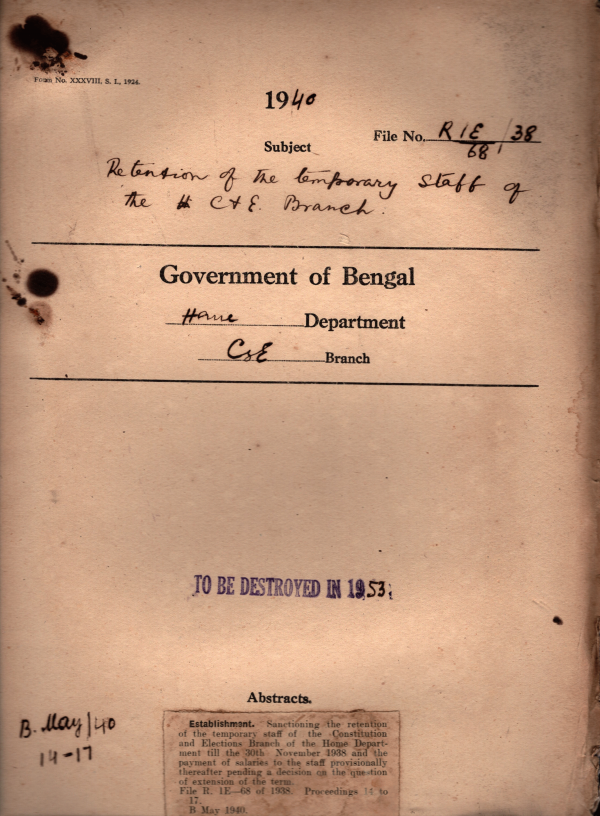 Form No. XXXVIII, S. L., 1924.
1940
File No. R 1E/38
68
Subject
Retention of the temporary Staff of
the C & E. Branch.
Government of Bengal
Home Department
C & E Branch
TO BE DESTROYED IN 1953.
Abstracts.
B. May/40
14-17
Establishment. Sanctioning the retention
of the temporary staff of the Constitution
and Elections Branch of the Home Depart-
ment till the 30th November 1938 and the
payment of salaries to the staff provisionally
thereafter pending a decision on the question
of extension of the term.
File R. 1E—68 of 1938. Proceedings 14 to
17.
B May 1940.